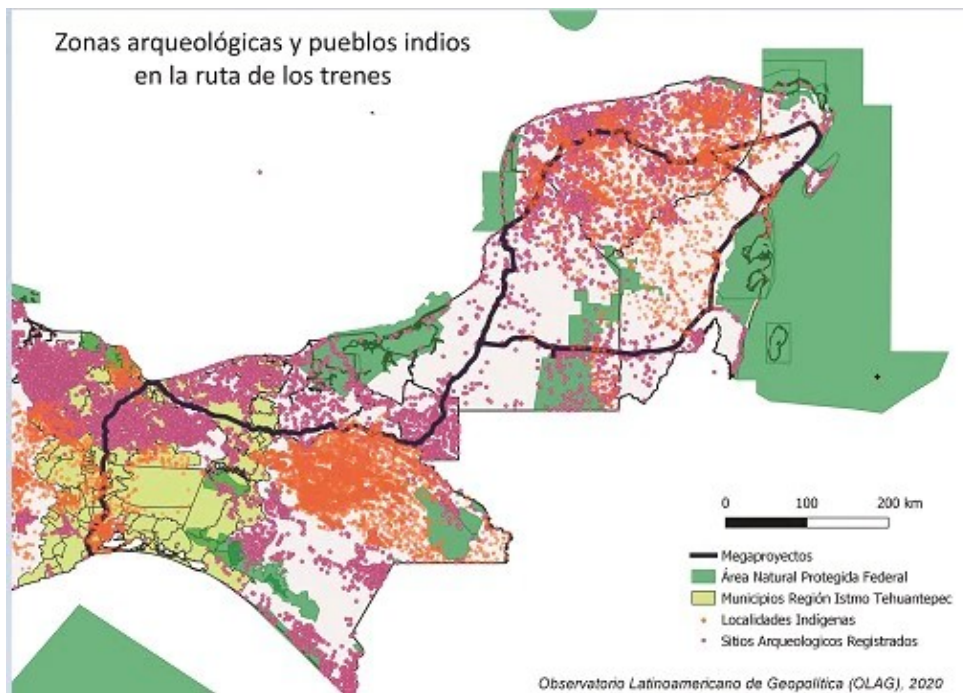 Zonas arqueológicas y pueblos indios
en la ruta de los trenes
0 100 200 km
Megaproyectos
Área Natural Protegida Federal
Municipios Región Istmo Tehuantepec
Localidades Indígenas
Sitios Arqueologicos Registrados
Observatorio Latinoamericano de Geopolítica (OLAG), 2020